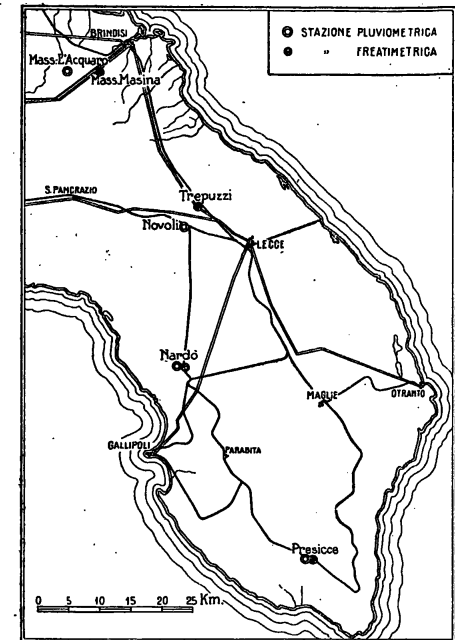 STAZIONE PLUVIOMETRICA
" FREATIMETRICA
BRINDISI
Mass. L'Acquaro
Mass. Masina
S. PANCRAZIO
Trepuzzi
Novoli
LECCE
Nardò
MAGLIE
OTRANTO
GALLIPOLI
PARABITA
Presicce
0 5 10 15 20 25 Km.